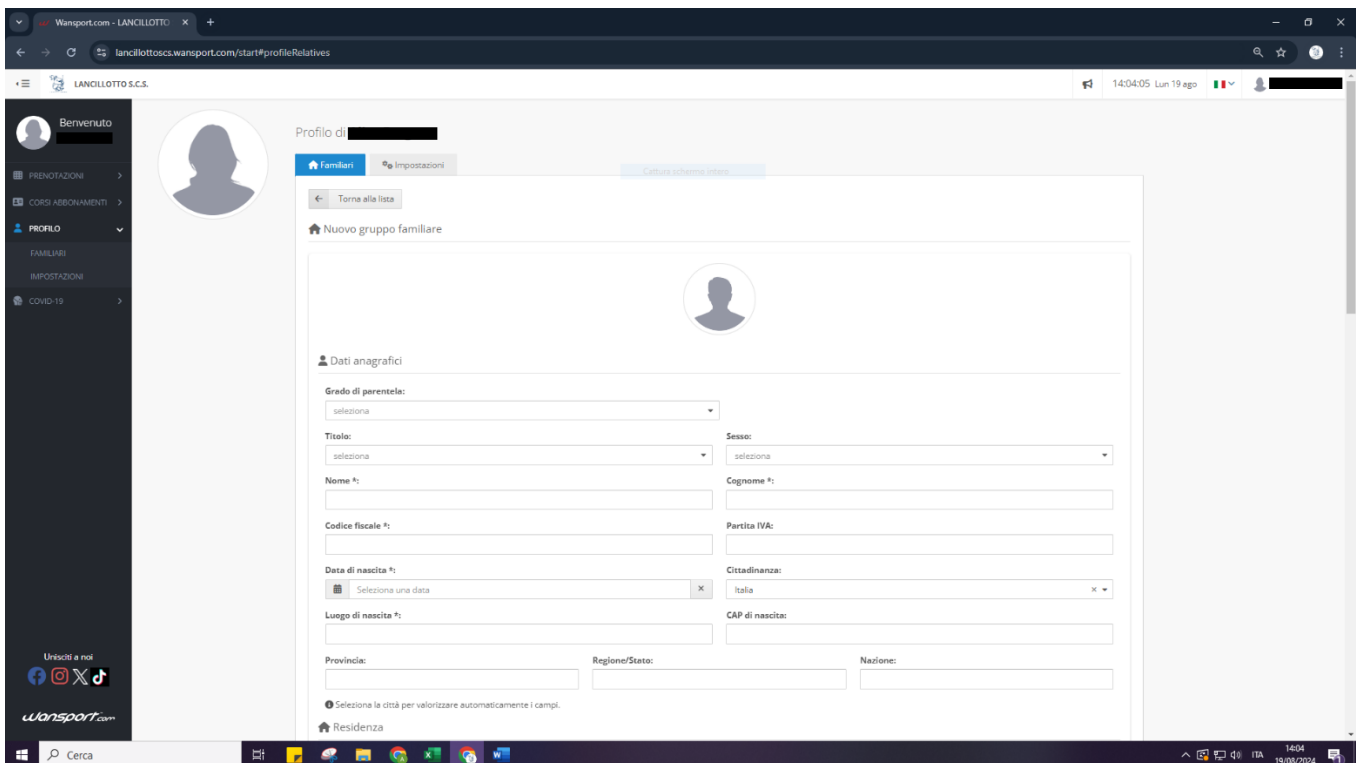 Wansport.com - LANCILLOTTO
lancillottoscs.wansport.com/start#profileRelatives
LANCILLOTTO S.C.S.
14:04:05 Lun 19 ago
Benvenuto
PRENOTAZIONI
CORSI ABBONAMENTI
PROFILO
FAMILIARI
IMPOSTAZIONI
COVID-19
Unisciti a noi
wansport.com
Profilo di
Familiari
Impostazioni
Cattura schermo intero
Torna alla lista
Nuovo gruppo familiare
Dati anagrafici
Grado di parentela:
seleziona
Titolo: Sesso:
seleziona seleziona
Nome *: Cognome *:
Codice fiscale *: Partita IVA:
Data di nascita *: Cittadinanza:
Seleziona una data Italia
Luogo di nascita *: CAP di nascita:
Provincia: Regione/Stato: Nazione:
Seleziona la città per valorizzare automaticamente i campi.
Residenza
Cerca
ITA
14:04
19/08/2024